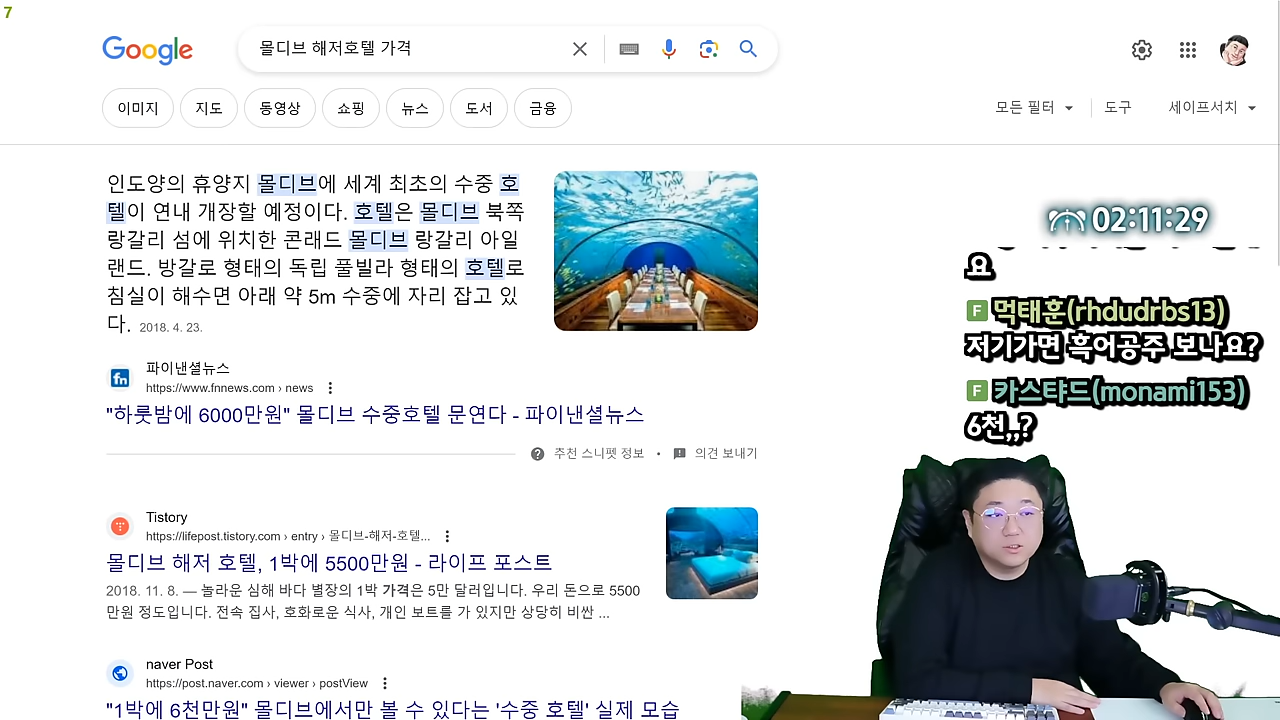 7
Google
몰디브 해저호텔 가격
이미지
지도
동영상
쇼핑
뉴스
도서
금융
모든 필터
도구
세이프서치
인도양의 휴양지 몰디브에 세계 최초의 수중 호
텔이 연내 개장할 예정이다. 호텔은 몰디브 북쪽
랑갈리 섬에 위치한 콘래드 몰디브 랑갈리 아일
랜드. 방갈로 형태의 독립 풀빌라 형태의 호텔로
침실이 해수면 아래 약 5m 수중에 자리 잡고 있
다. 2018. 4. 23.
fn
파이낸셜뉴스
https://www.fnnews.com › news
"하룻밤에 6000만원" 몰디브 수중호텔 문연다 - 파이낸셜뉴스
추천 스니펫 정보 • 의견 보내기
Tistory
https://lifepost.tistory.com › entry › 몰디브-해저-호텔...
몰디브 해저 호텔, 1박에 5500만원 - 라이프 포스트
2018. 11. 8. — 놀라운 심해 바다 별장의 1박 가격은 5만 달러입니다. 우리 돈으로 5500
만원 정도입니다. 전속 집사, 호화로운 식사, 개인 보트를 가 있지만 상당히 비싼 ...
naver Post
https://post.naver.com › viewer › postView
"1박에 6천만원" 몰디브에서만 볼 수 있다는 '수중 호텔' 실제 모습
02:11:29
요
F 먹태훈(rhdudrbs13)
저기가면 흑어공주 보나요?
F 카스탸드(monami153)
6천,,?